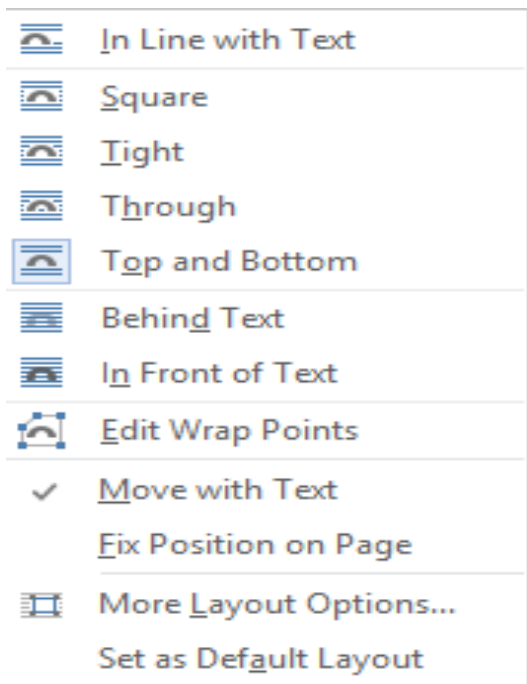 In Line with Text
Square
Tight
Through
Top and Bottom
Behind Text
In Front of Text
Edit Wrap Points
Move with Text
Fix Position on Page
More Layout Options...
Set as Default Layout